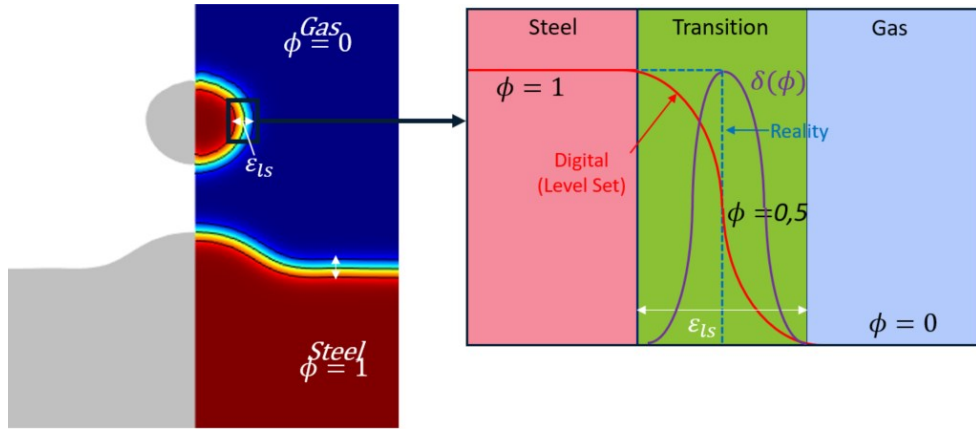 Gas
ϕ = 0
ε_ls
Steel
ϕ = 1
Steel
Transition
Gas
ϕ = 1
δ(ϕ)
Reality
Digital
(Level Set)
ϕ=0,5
ε_ls
ϕ = 0